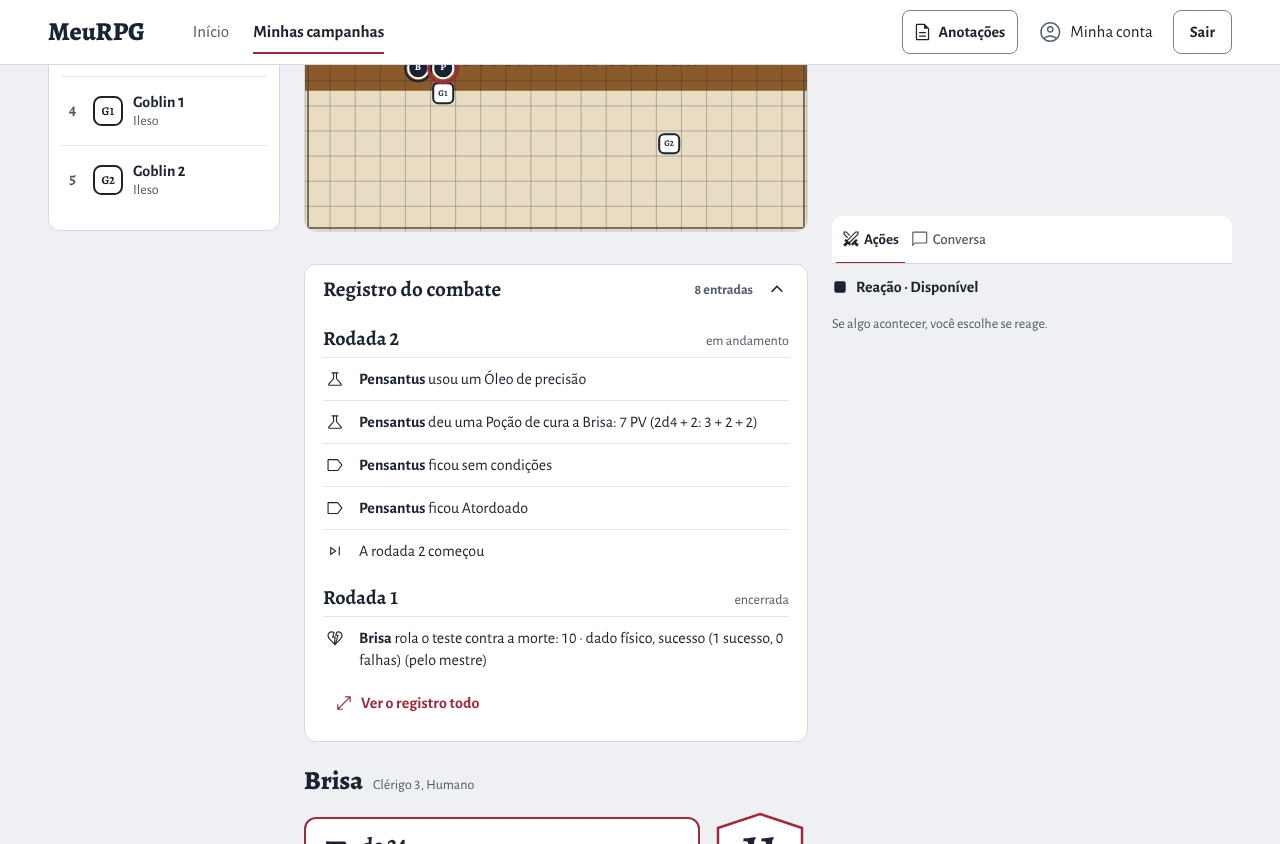 MeuRPG
Início
Minhas campanhas
Anotações
Minha conta
Sair
4
G1
Goblin 1
Ileso
5
G2
Goblin 2
Ileso
B
P
G1
G2
Ações
Conversa
Reação · Disponível
Se algo acontecer, você escolhe se reage.
Registro do combate
8 entradas
Rodada 2
em andamento
Pensantus usou um Óleo de precisão
Pensantus deu uma Poção de cura a Brisa: 7 PV (2d4 + 2: 3 + 2 + 2)
Pensantus ficou sem condições
Pensantus ficou Atordoado
A rodada 2 começou
Rodada 1
encerrada
Brisa rola o teste contra a morte: 10 · dado físico, sucesso (1 sucesso, 0
falhas) (pelo mestre)
Ver o registro todo
Brisa
Clérigo 3, Humano